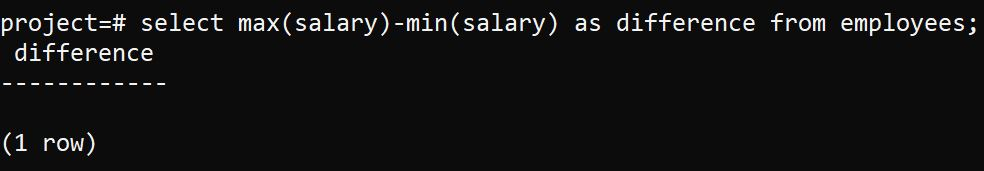 project=# select max(salary)-min(salary) as difference from employees;
 difference
------------

(1 row)